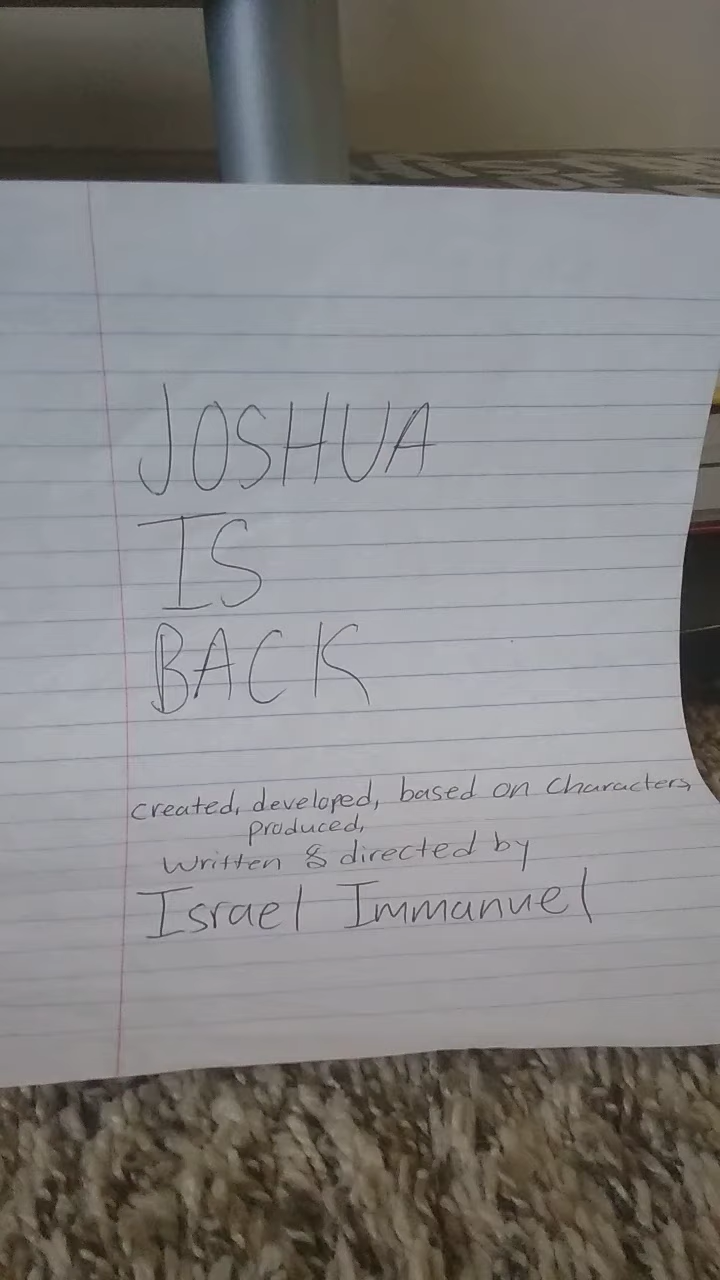 JOSHUA
IS
BACK
created, developed, based on characters,
produced,
written & directed by
Israel Immanuel